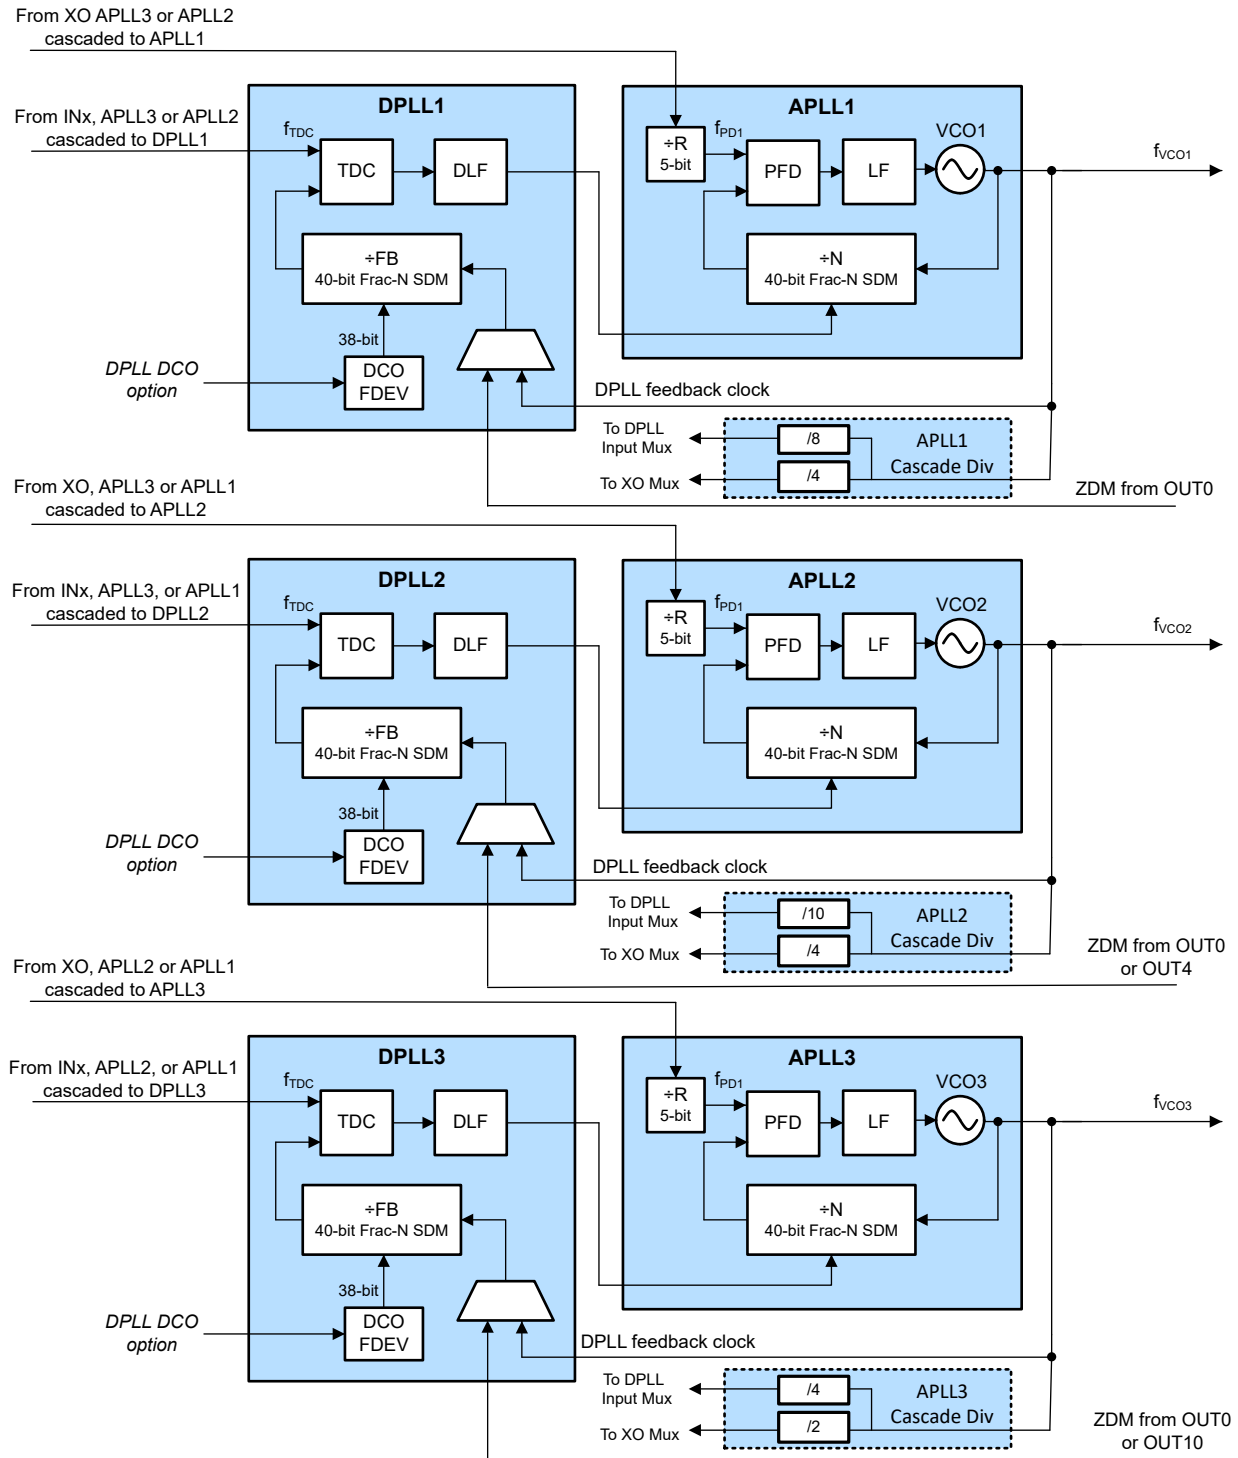 From XO APLL3 or APLL2
cascaded to APLL1
DPLL1
APLL1
From INx, APLL3 or APLL2
cascaded to DPLL1
fTDC
TDC
DLF
÷R
5-bit
fPD1
PFD
LF
VCO1
fVCO1
÷FB
40-bit Frac-N SDM
÷N
40-bit Frac-N SDM
38-bit
DPLL DCO
option
DCO
FDEV
DPLL feedback clock
To DPLL
Input Mux
/8
APLL1
Cascade Div
To XO Mux
/4
ZDM from OUT0
From XO, APLL3 or APLL1
cascaded to APLL2
DPLL2
APLL2
From INx, APLL3, or APLL1
cascaded to DPLL2
fTDC
TDC
DLF
÷R
5-bit
fPD1
PFD
LF
VCO2
fVCO2
÷FB
40-bit Frac-N SDM
÷N
40-bit Frac-N SDM
38-bit
DPLL DCO
option
DCO
FDEV
DPLL feedback clock
To DPLL
Input Mux
/10
APLL2
Cascade Div
To XO Mux
/4
ZDM from OUT0
or OUT4
From XO, APLL2 or APLL1
cascaded to APLL3
DPLL3
APLL3
From INx, APLL2, or APLL1
cascaded to DPLL3
fTDC
TDC
DLF
÷R
5-bit
fPD1
PFD
LF
VCO3
fVCO3
÷FB
40-bit Frac-N SDM
÷N
40-bit Frac-N SDM
38-bit
DPLL DCO
option
DCO
FDEV
DPLL feedback clock
To DPLL
Input Mux
/4
APLL3
Cascade Div
To XO Mux
/2
ZDM from OUT0
or OUT10